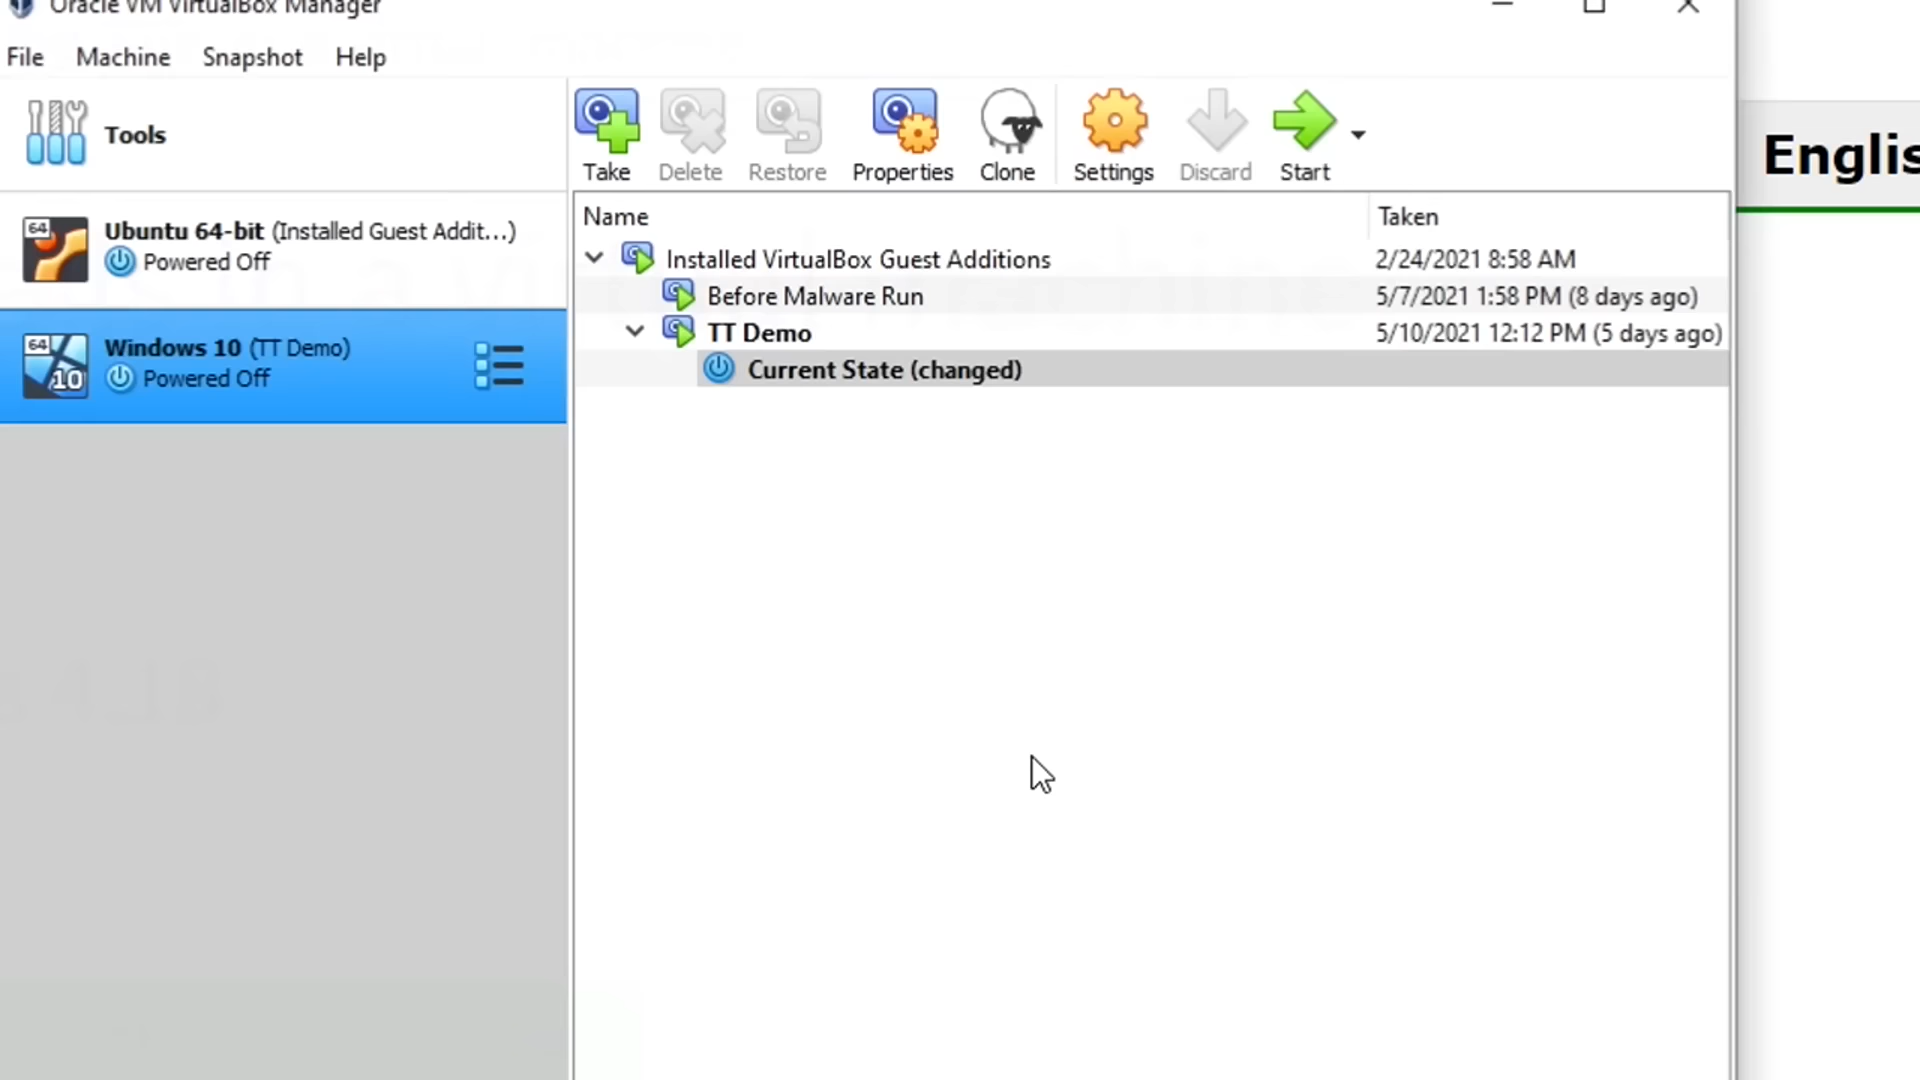 Oracle VM VirtualBox Manager
File Machine Snapshot Help
Tools
64 Ubuntu 64-bit (Installed Guest Addit...)
Powered Off
64 10 Windows 10 (TT Demo)
Powered Off
Take Delete Restore Properties Clone Settings Discard Start
Name Taken
Installed VirtualBox Guest Additions 2/24/2021 8:58 AM
Before Malware Run 5/7/2021 1:58 PM (8 days ago)
TT Demo 5/10/2021 12:12 PM (5 days ago)
Current State (changed)